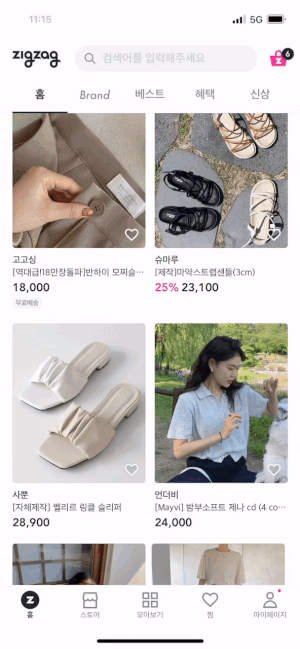 11:15
5G
zigzag
검색어를 입력해주세요
6
홈
Brand
베스트
혜택
신상
고고싱
[역대급!18만장돌파]반하이 모찌슬…
18,000
무료배송
슈마루
[제작]마약스트랩샌들(3cm)
25% 23,100
사뿐
[자체제작] 벨리르 링클 슬리퍼
28,900
언더비
[Mayvi] 밤부소프트 제나 cd (4 co…
24,000
홈
스토어
모아보기
찜
마이페이지